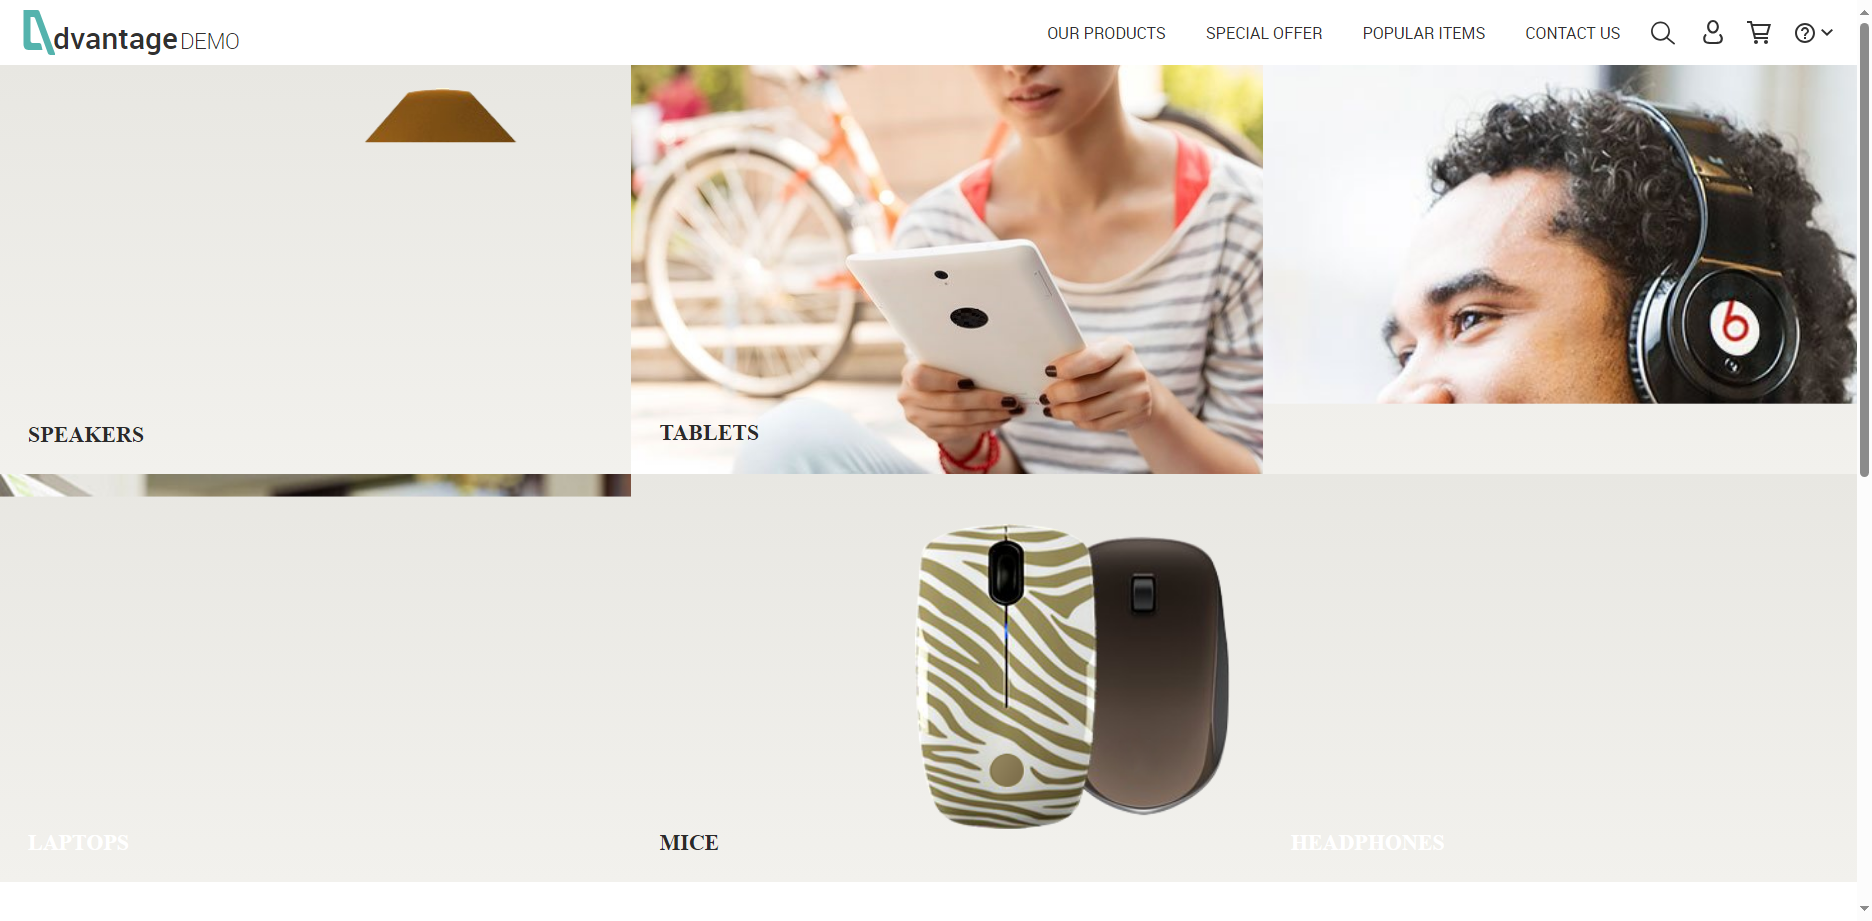 dvantage DEMO
OUR PRODUCTS SPECIAL OFFER POPULAR ITEMS CONTACT US
SPEAKERS
TABLETS
LAPTOPS
MICE
HEADPHONES